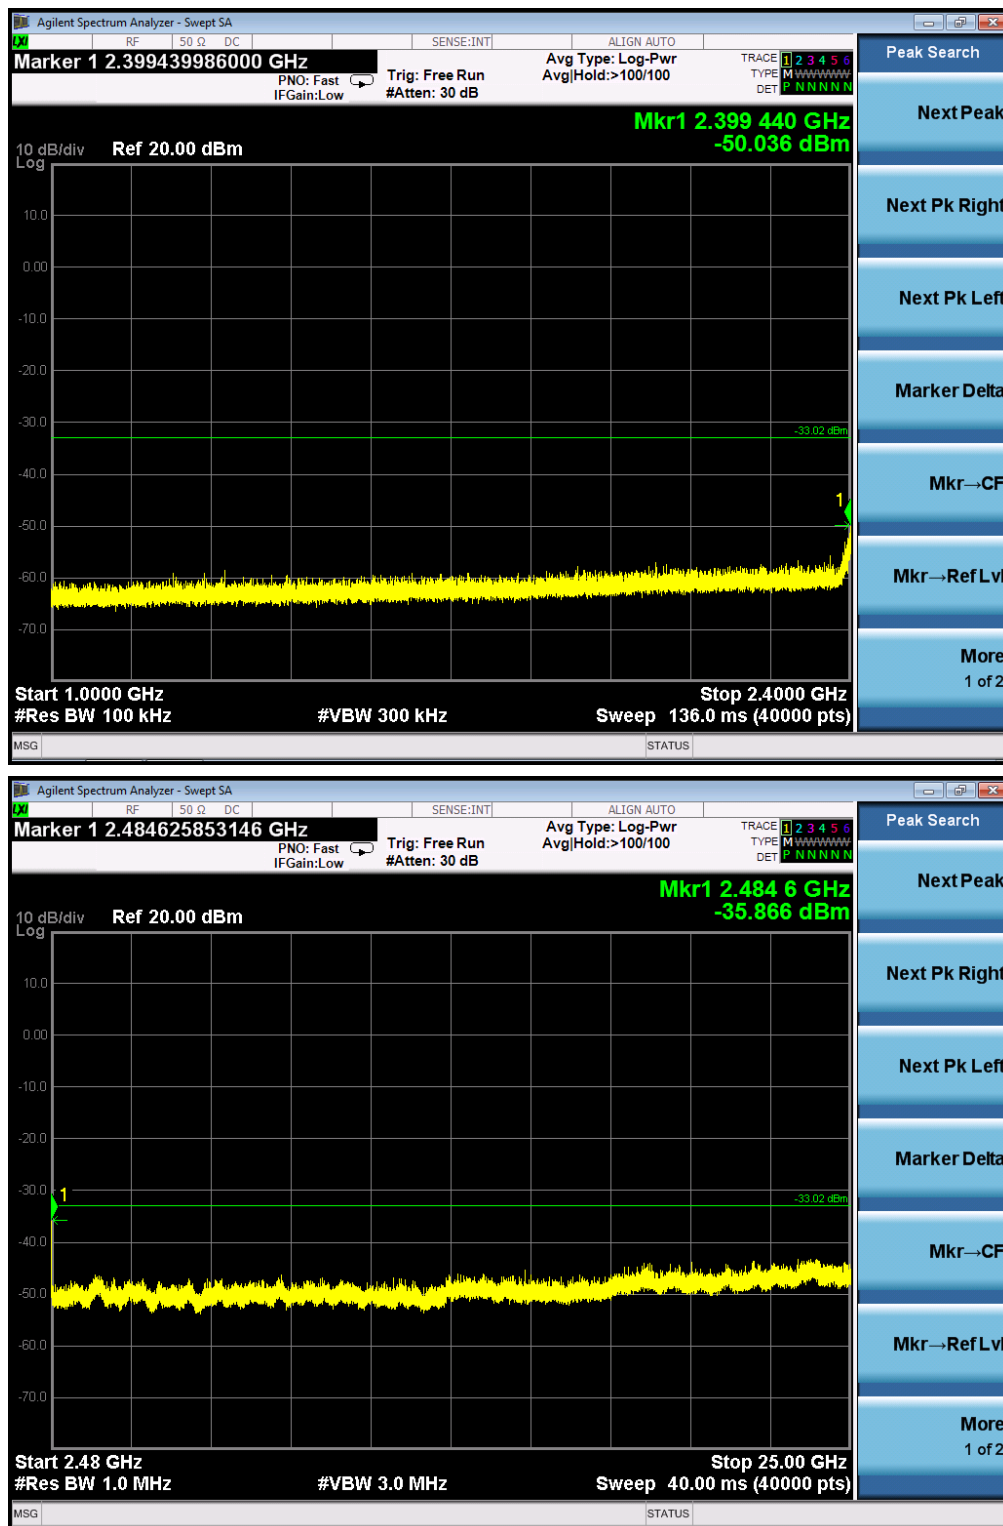 Agilent Spectrum Analyzer - Swept SA
LXI RF 50 Ω DC SENSE:INT ALIGN AUTO
Marker 1 2.399439986000 GHz
PNO: Fast
IFGain:Low
Trig: Free Run
#Atten: 30 dB
Avg Type: Log-Pwr
Avg|Hold:>100/100
TRACE 1 2 3 4 5 6
TYPE M WWWWW
DET P N N N N N
Peak Search
Mkr1 2.399 440 GHz
-50.036 dBm
10 dB/div Ref 20.00 dBm
Log
10.0
0.00
-10.0
-20.0
-30.0
-33.02 dBm
-40.0
1
-50.0
-60.0
-70.0
Start 1.0000 GHz Stop 2.4000 GHz
#Res BW 100 kHz #VBW 300 kHz Sweep 136.0 ms (40000 pts)
MSG STATUS
Next Peak
Next Pk Right
Next Pk Left
Marker Delta
Mkr→CF
Mkr→Ref Lvl
More
1 of 2
Agilent Spectrum Analyzer - Swept SA
LXI RF 50 Ω DC SENSE:INT ALIGN AUTO
Marker 1 2.484625853146 GHz
PNO: Fast
IFGain:Low
Trig: Free Run
#Atten: 30 dB
Avg Type: Log-Pwr
Avg|Hold:>100/100
TRACE 1 2 3 4 5 6
TYPE M WWWWW
DET P N N N N N
Peak Search
Mkr1 2.484 6 GHz
-35.866 dBm
10 dB/div Ref 20.00 dBm
Log
10.0
0.00
-10.0
-20.0
-30.0
1
-33.02 dBm
-40.0
-50.0
-60.0
-70.0
Start 2.48 GHz Stop 25.00 GHz
#Res BW 1.0 MHz #VBW 3.0 MHz Sweep 40.00 ms (40000 pts)
MSG STATUS
Next Peak
Next Pk Right
Next Pk Left
Marker Delta
Mkr→CF
Mkr→Ref Lvl
More
1 of 2